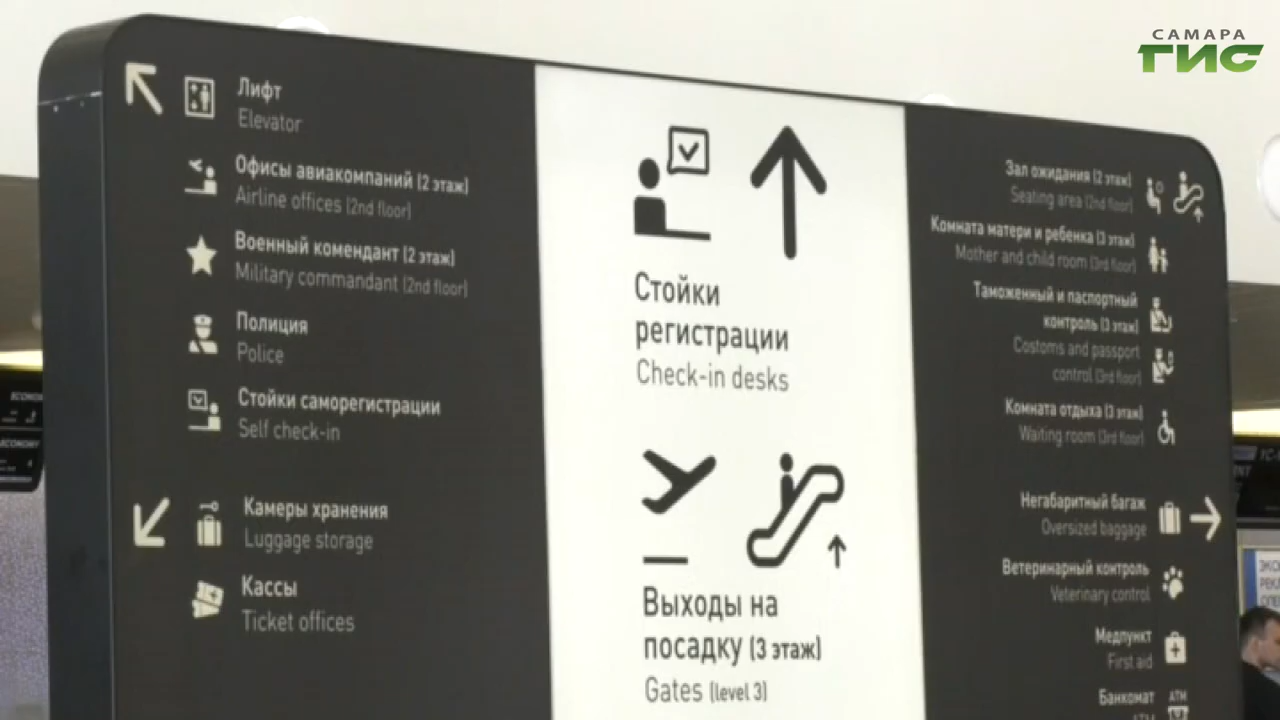 САМАРА
ГИС
Лифт
Elevator
Офисы авиакомпаний (2 этаж)
Airline offices (2nd floor)
Военный комендант (2 этаж)
Military commandant (2nd floor)
Полиция
Police
Стойки саморегистрации
Self check-in
Камеры хранения
Luggage storage
Кассы
Ticket offices
Стойки
регистрации
Check-in desks
Выходы на
посадку (3 этаж)
Gates (level 3)
Зал ожидания (2 этаж)
Seating area (2nd floor)
Комната матери и ребенка (3 этаж)
Mother and child room (3rd floor)
Таможенный и паспортный
контроль (3 этаж)
Costoms and passport
control (3rd floor)
Комната отдыха (3 этаж)
Waiting room (3rd floor)
Негабаритный багаж
Oversized baggage
Ветеринарный контроль
Veterinary control
Медпункт
First aid
Банкомат
ATM
ATM
ECONOMY